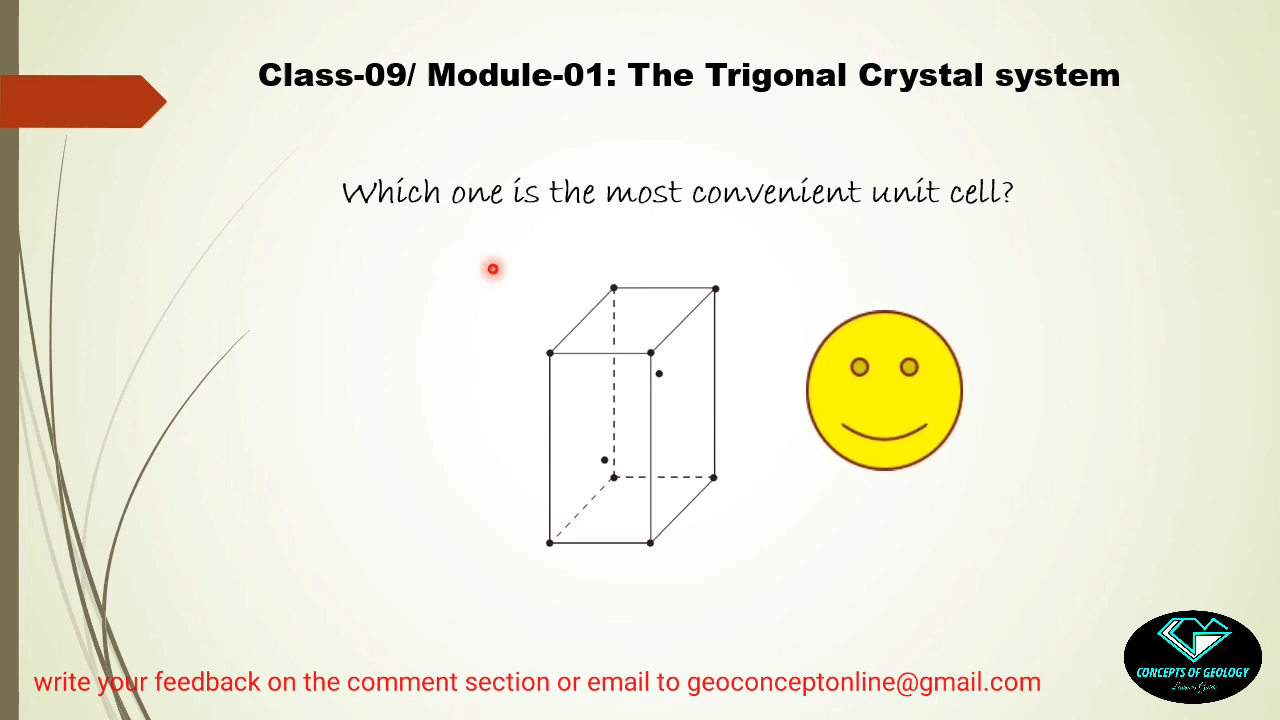 Class-09/ Module-01: The Trigonal Crystal system
Which one is the most convenient unit cell?
CONCEPTS OF GEOLOGY
write your feedback on the comment section or email to geoconceptonline@gmail.com